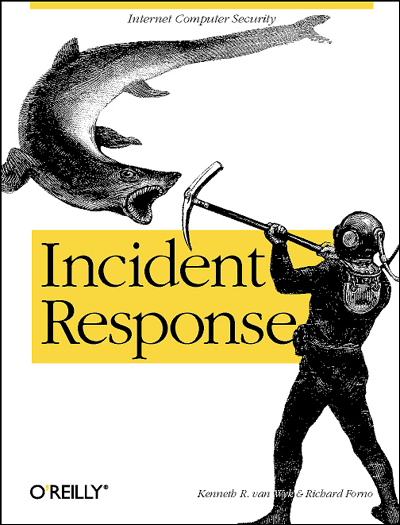 Internet Computer Security
Incident
Response
O'REILLY®
Kenneth R. van Wyk & Richard Forno